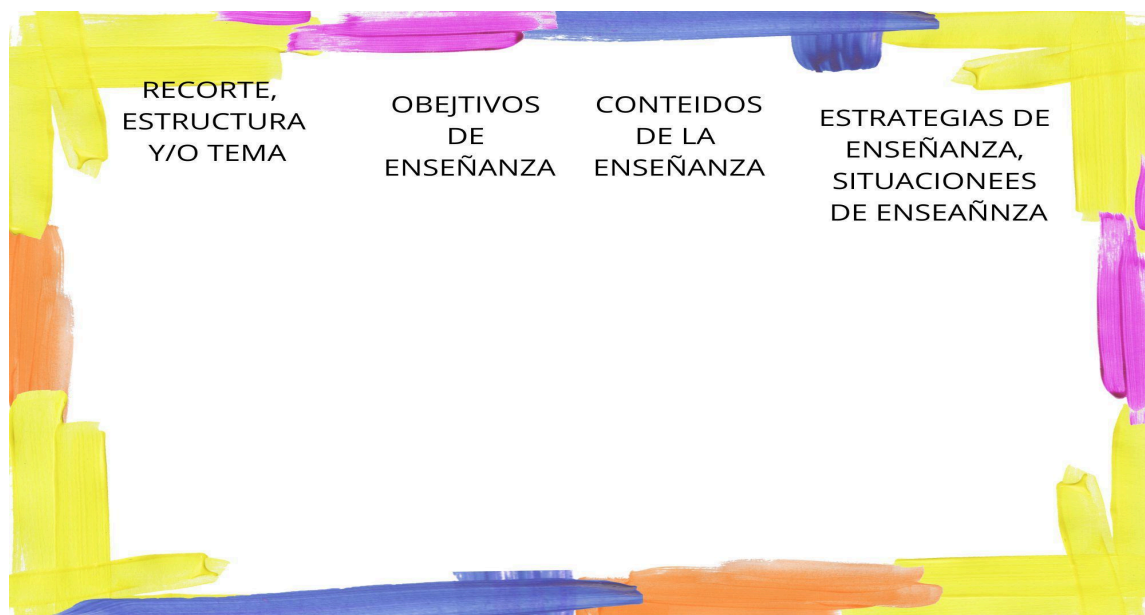 RECORTE,
ESTRUCTURA
Y/O TEMA
OBEJTIVOS
DE
ENSEÑANZA
CONTEIDOS
DE LA
ENSEÑANZA
ESTRATEGIAS DE
ENSEÑANZA,
SITUACIONEES
DE ENSEAÑNZA